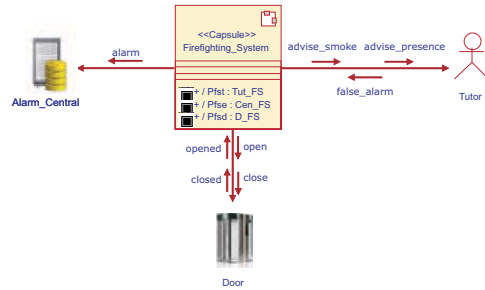 <<Capsule>>
Firefighting_System
+ / Pfst : Tut_FS
+ / Pfse : Cen_FS
+ / Pfsd : D_FS
alarm
Alarm_Central
advise_smoke
advise_presence
false_alarm
Tutor
opened
open
closed
close
Door